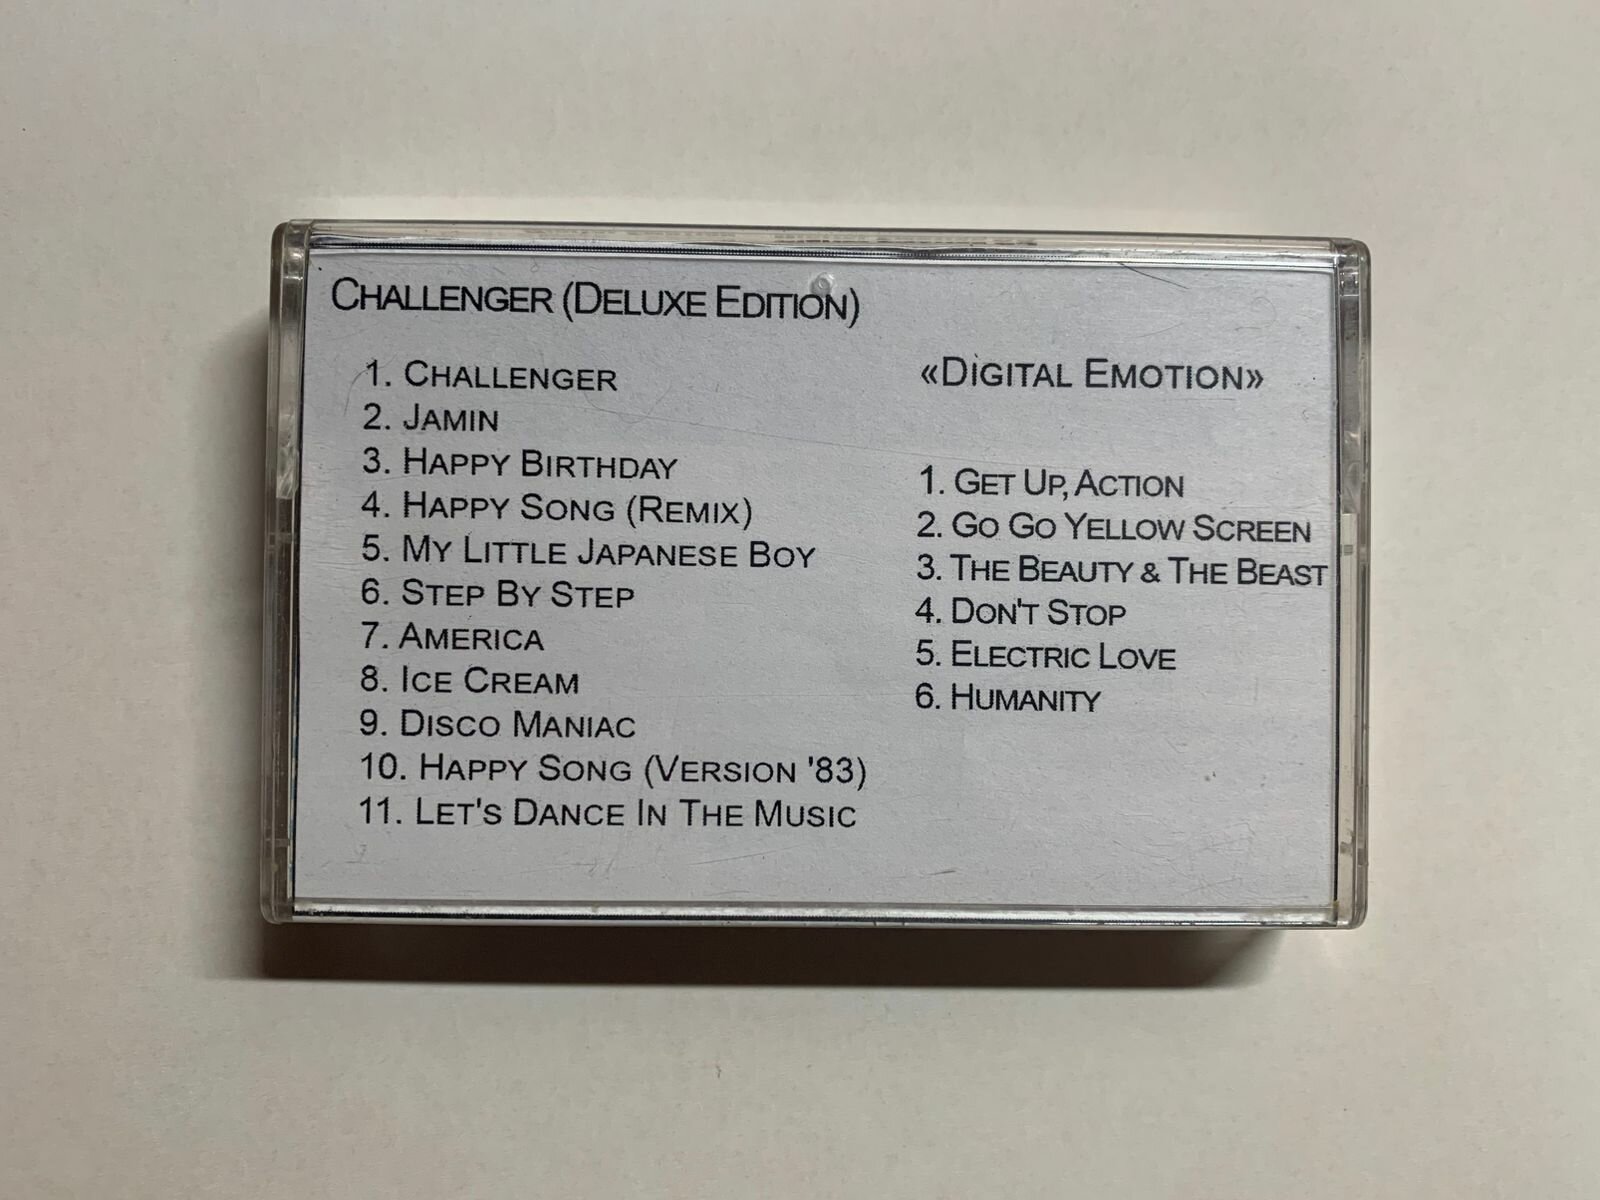 CHALLENGER (DELUXE EDITION)
1. CHALLENGER
2. JAMIN
3. HAPPY BIRTHDAY
4. HAPPY SONG (REMIX)
5. MY LITTLE JAPANESE BOY
6. STEP BY STEP
7. AMERICA
8. ICE CREAM
9. DISCO MANIAC
10. HAPPY SONG (VERSION '83)
11. LET'S DANCE IN THE MUSIC
«DIGITAL EMOTION»
1. GET UP, ACTION
2. GO GO YELLOW SCREEN
3. THE BEAUTY & THE BEAST
4. DON'T STOP
5. ELECTRIC LOVE
6. HUMANITY